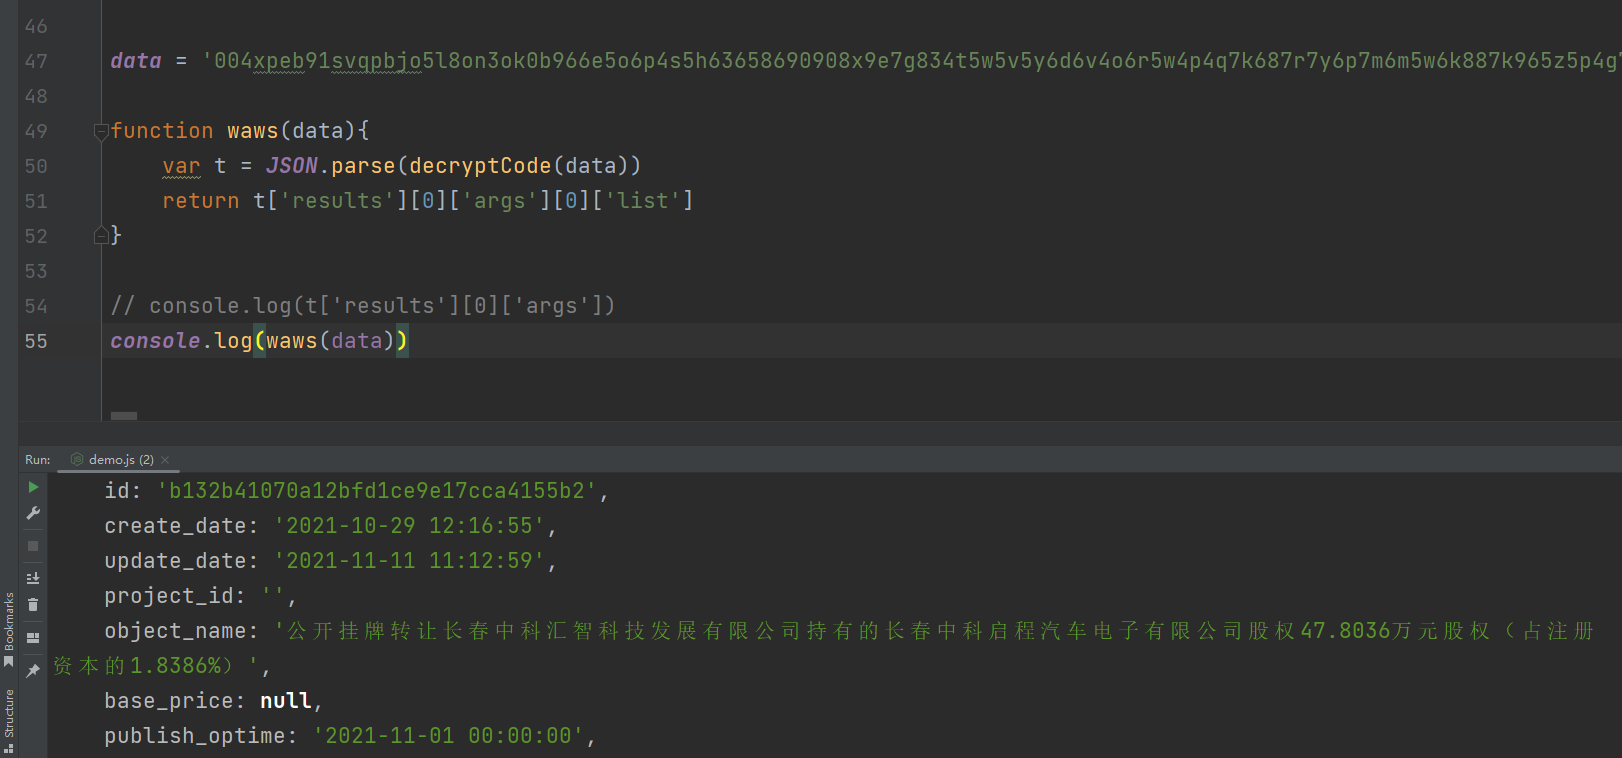 46
47 data = '004xpeb91svqpbjo5l8on3ok0b966e5o6p4s5h63658690908x9e7g834t5w5v5y6d6v4o6r5w4p4q7k687r7y6p7m6m5w6k887k965z5p4g
48
49 function waws(data){
50 var t = JSON.parse(decryptCode(data))
51 return t['results'][0]['args'][0]['list']
52 }
53
54 // console.log(t['results'][0]['args'])
55 console.log(waws(data))
Run: demo.js (2)
id: 'b132b41070a12bfd1ce9e17cca4155b2',
create_date: '2021-10-29 12:16:55',
update_date: '2021-11-11 11:12:59',
project_id: '',
object_name: '公开挂牌转让长春中科汇智科技发展有限公司持有的长春中科启程汽车电子有限公司股权47.8036万元股权（占注册
资本的1.8386%）',
base_price: null,
publish_optime: '2021-11-01 00:00:00',
Bookmarks
Structure